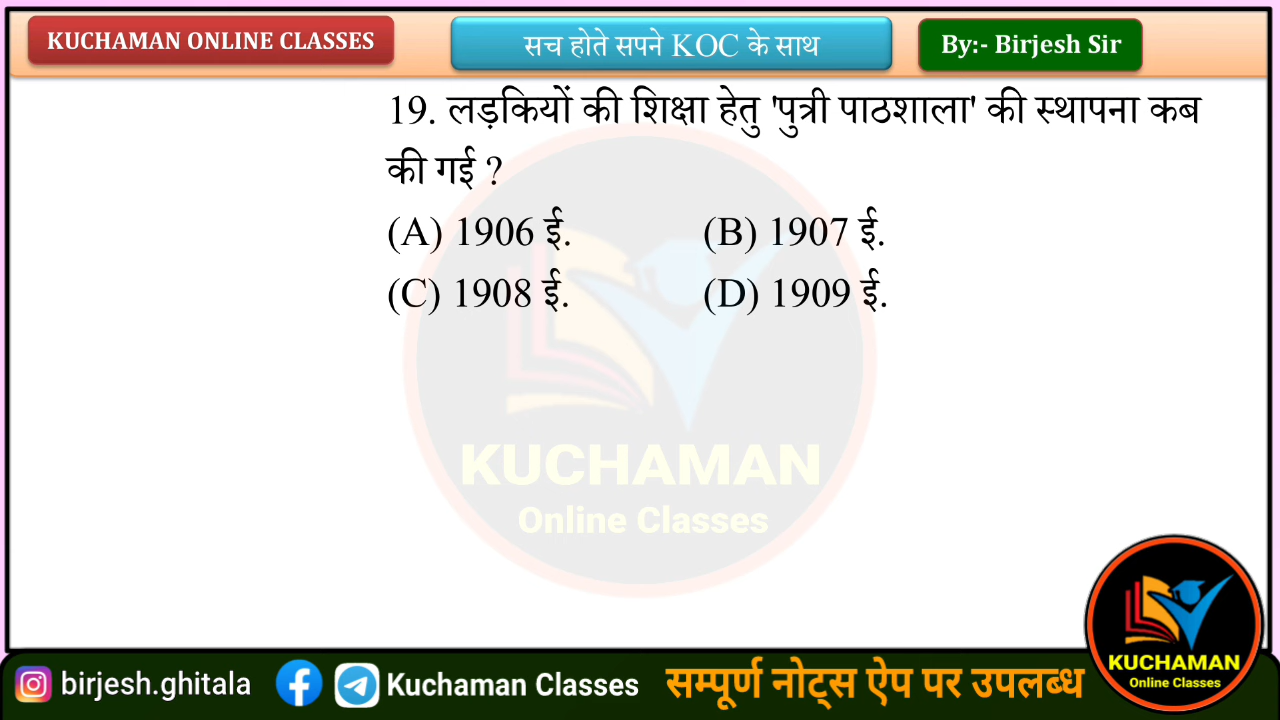 KUCHAMAN ONLINE CLASSES
सच होते सपने KOC के साथ
By:- Birjesh Sir
19. लड़कियों की शिक्षा हेतु 'पुत्री पाठशाला' की स्थापना कब
की गई ?
(A) 1906 ई. (B) 1907 ई.
(C) 1908 ई. (D) 1909 ई.
KUCHAMAN
Online Classes
KUCHAMAN
Online Classes
birjesh.ghitala
Kuchaman Classes
सम्पूर्ण नोट्स ऐप पर उपलब्ध